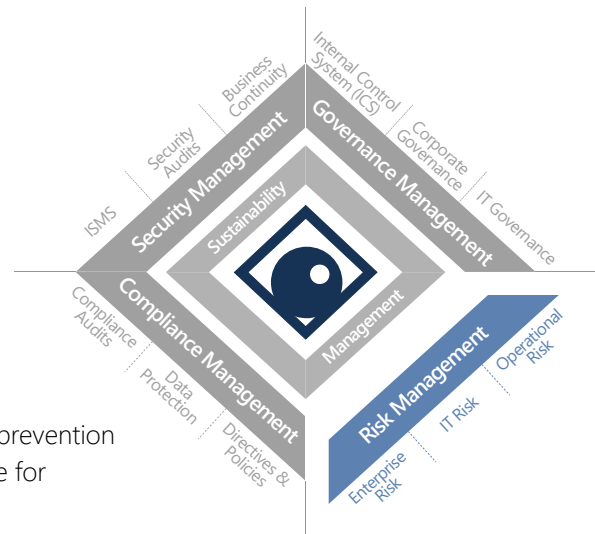 Internal Control
System (ICS)
Corporate
Governance
IT Governance
Governance Management
Business
Continuity
Security
Audits
ISMS
Security Management
Sustainability
Management
Compliance Management
Compliance
Audits
Data
Protection
Directives &
Policies
Risk Management
Operational
Risk
IT Risk
Enterprise
Risk
prevention
e for